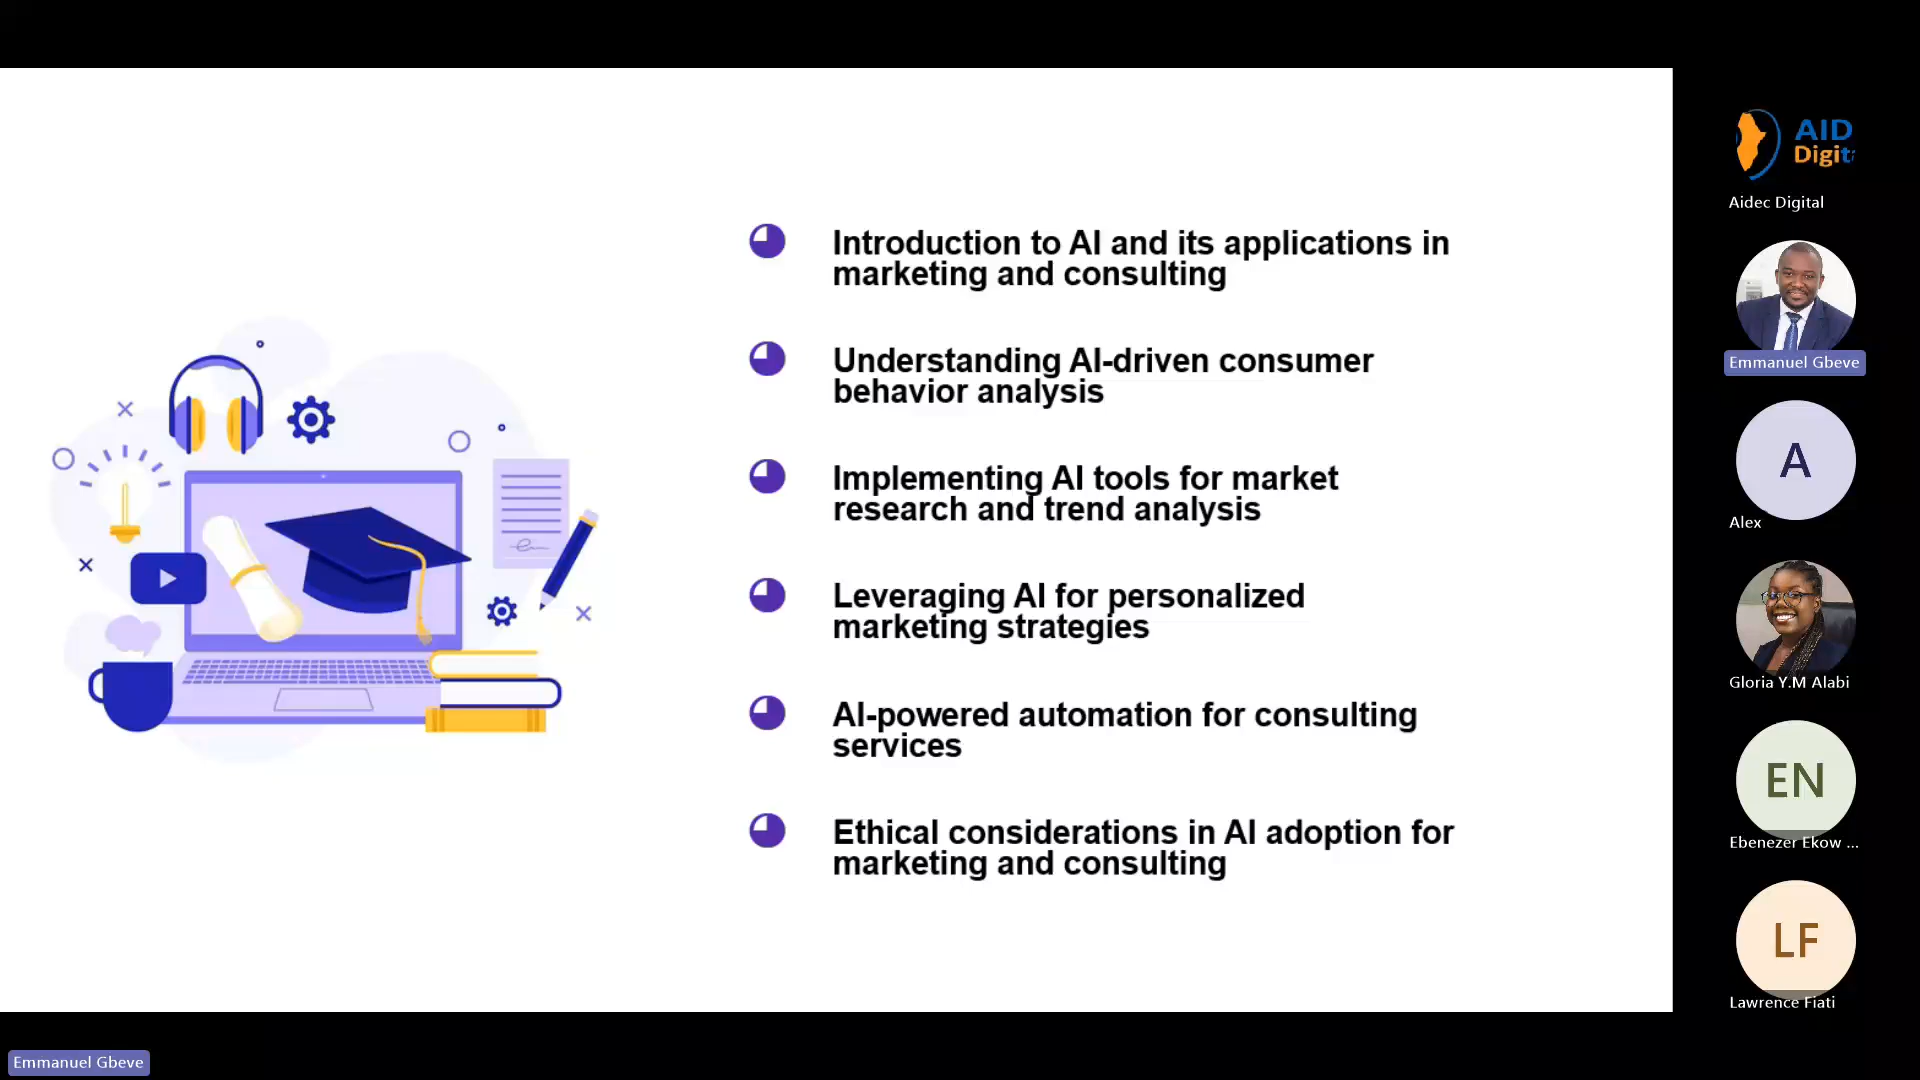 Introduction to AI and its applications in
marketing and consulting
Understanding AI-driven consumer
behavior analysis
Implementing AI tools for market
research and trend analysis
Leveraging AI for personalized
marketing strategies
AI-powered automation for consulting
services
Ethical considerations in AI adoption for
marketing and consulting
AID
Digit
Aidec Digital
Emmanuel Gbeve
A
Alex
Gloria Y.M Alabi
EN
Ebenezer Ekow ...
LF
Lawrence Fiati
Emmanuel Gbeve